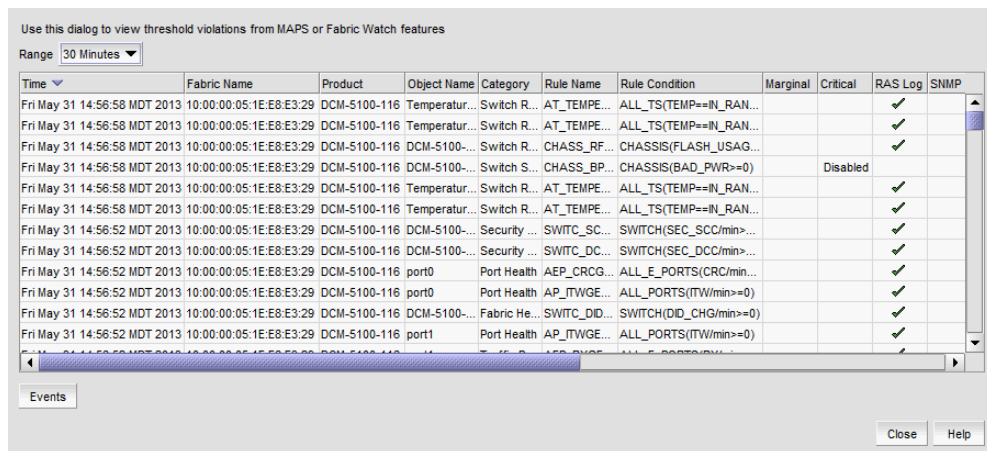 Use this dialog to view threshold violations from MAPS or Fabric Watch features
Range 30 Minutes
Time Fabric Name Product Object Name Category Rule Name Rule Condition Marginal Critical RAS Log SNMP
Fri May 31 14:56:58 MDT 2013 10:00:00:05:1E:E8:E3:29 DCM-5100-116 Temperatur... Switch R... AT_TEMPE... ALL_TS(TEMP==IN_RAN...
Fri May 31 14:56:58 MDT 2013 10:00:00:05:1E:E8:E3:29 DCM-5100-116 Temperatur... Switch R... AT_TEMPE... ALL_TS(TEMP==IN_RAN...
Fri May 31 14:56:58 MDT 2013 10:00:00:05:1E:E8:E3:29 DCM-5100-116 DCM-5100-... Switch R... CHASS_RF... CHASSIS(FLASH_USAG...
Fri May 31 14:56:58 MDT 2013 10:00:00:05:1E:E8:E3:29 DCM-5100-116 DCM-5100-... Switch S... CHASS_BP... CHASSIS(BAD_PWR>=0) Disabled
Fri May 31 14:56:58 MDT 2013 10:00:00:05:1E:E8:E3:29 DCM-5100-116 Temperatur... Switch R... AT_TEMPE... ALL_TS(TEMP==IN_RAN...
Fri May 31 14:56:58 MDT 2013 10:00:00:05:1E:E8:E3:29 DCM-5100-116 Temperatur... Switch R... AT_TEMPE... ALL_TS(TEMP==IN_RAN...
Fri May 31 14:56:52 MDT 2013 10:00:00:05:1E:E8:E3:29 DCM-5100-116 DCM-5100-... Security ... SWITC_SC... SWITCH(SEC_SCC/min>...
Fri May 31 14:56:52 MDT 2013 10:00:00:05:1E:E8:E3:29 DCM-5100-116 DCM-5100-... Security ... SWITC_DC... SWITCH(SEC_DCC/min>...
Fri May 31 14:56:52 MDT 2013 10:00:00:05:1E:E8:E3:29 DCM-5100-116 port0 Port Health AEP_CRCG... ALL_E_PORTS(CRC/min...
Fri May 31 14:56:52 MDT 2013 10:00:00:05:1E:E8:E3:29 DCM-5100-116 port0 Port Health AP_ITWGE... ALL_PORTS(ITW/min>=0)
Fri May 31 14:56:52 MDT 2013 10:00:00:05:1E:E8:E3:29 DCM-5100-116 DCM-5100-... Fabric He... SWITC_DID... SWITCH(DID_CHG/min>=0)
Fri May 31 14:56:52 MDT 2013 10:00:00:05:1E:E8:E3:29 DCM-5100-116 port1 Port Health AP_ITWGE... ALL_PORTS(ITW/min>=0)
Events
Close Help